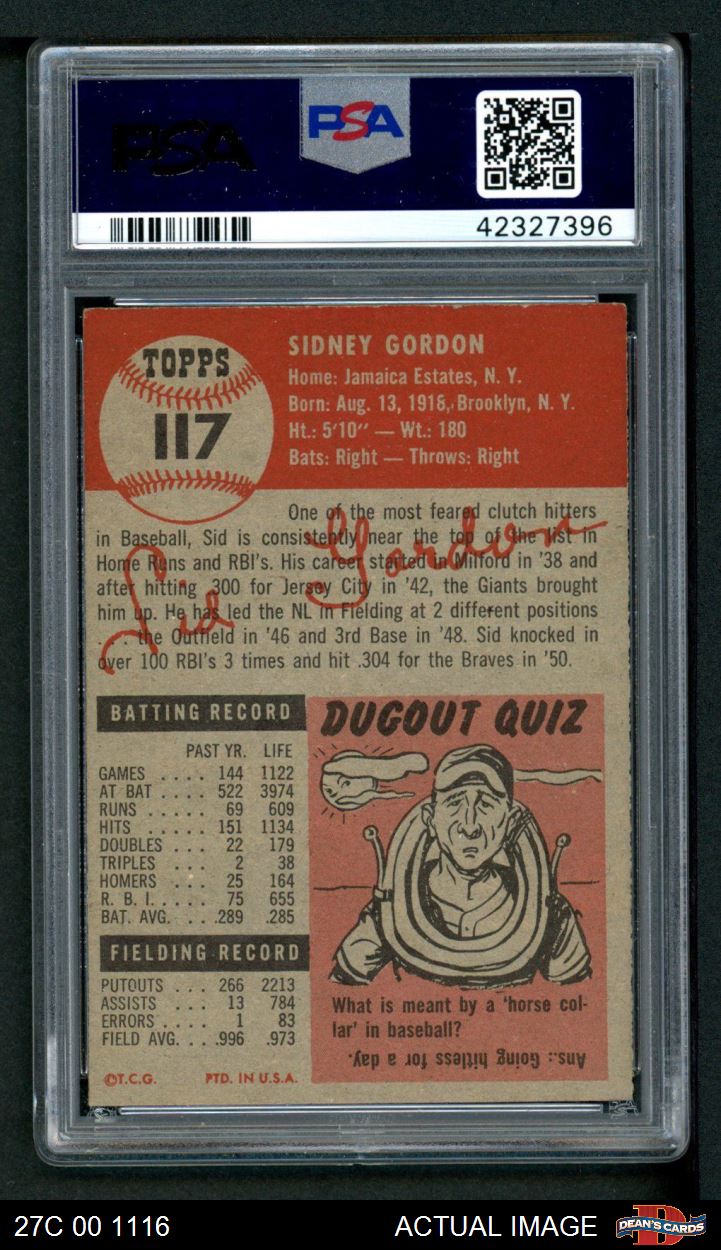 PSA
PSA
42327396
TOPPS
117
SIDNEY GORDON
Home: Jamaica Estates, N. Y.
Born: Aug. 13, 1918, Brooklyn, N. Y.
Ht.: 5'10" — Wt.: 180
Bats: Right — Throws: Right
One of the most feared clutch hitters
in Baseball, Sid is consistently near the top of the list in
Home Runs and RBI's. His career started in Milford in '38 and
after hitting .300 for Jersey City in '42, the Giants brought
him up. He has led the NL in Fielding at 2 different positions
. . . the Outfield in '46 and 3rd Base in '48. Sid knocked in
over 100 RBI's 3 times and hit .304 for the Braves in '50.
Sid Gordon
BATTING RECORD
PAST YR. LIFE
GAMES . . . . 144 1122
AT BAT . . . . 522 3974
RUNS . . . . 69 609
HITS . . . . . 151 1134
DOUBLES . . . 22 179
TRIPLES . . . 2 38
HOMERS . . . 25 164
R. B. I. . . . . . 75 655
BAT. AVG. . . . .289 .285
FIELDING RECORD
PUTOUTS . . . 266 2213
ASSISTS . . . . 13 784
ERRORS . . . . 1 83
FIELD AVG. . . .996 .973
©T.C.G. PTD. IN U.S.A.
DUGOUT QUIZ
What is meant by a 'horse col-
lar' in baseball?
Ans.: Going hitless for a day.
27C 00 1116 ACTUAL IMAGE DEAN'S CARDS